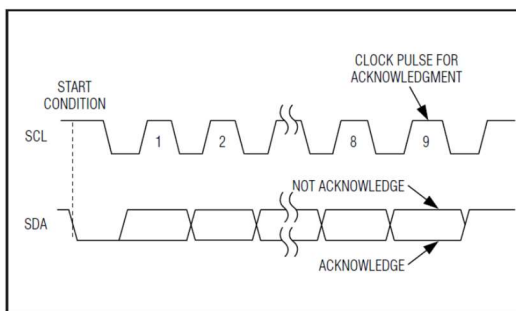 CLOCK PULSE FOR
ACKNOWLEDGMENT
START
CONDITION
SCL
1 2 8 9
NOT ACKNOWLEDGE
SDA
ACKNOWLEDGE